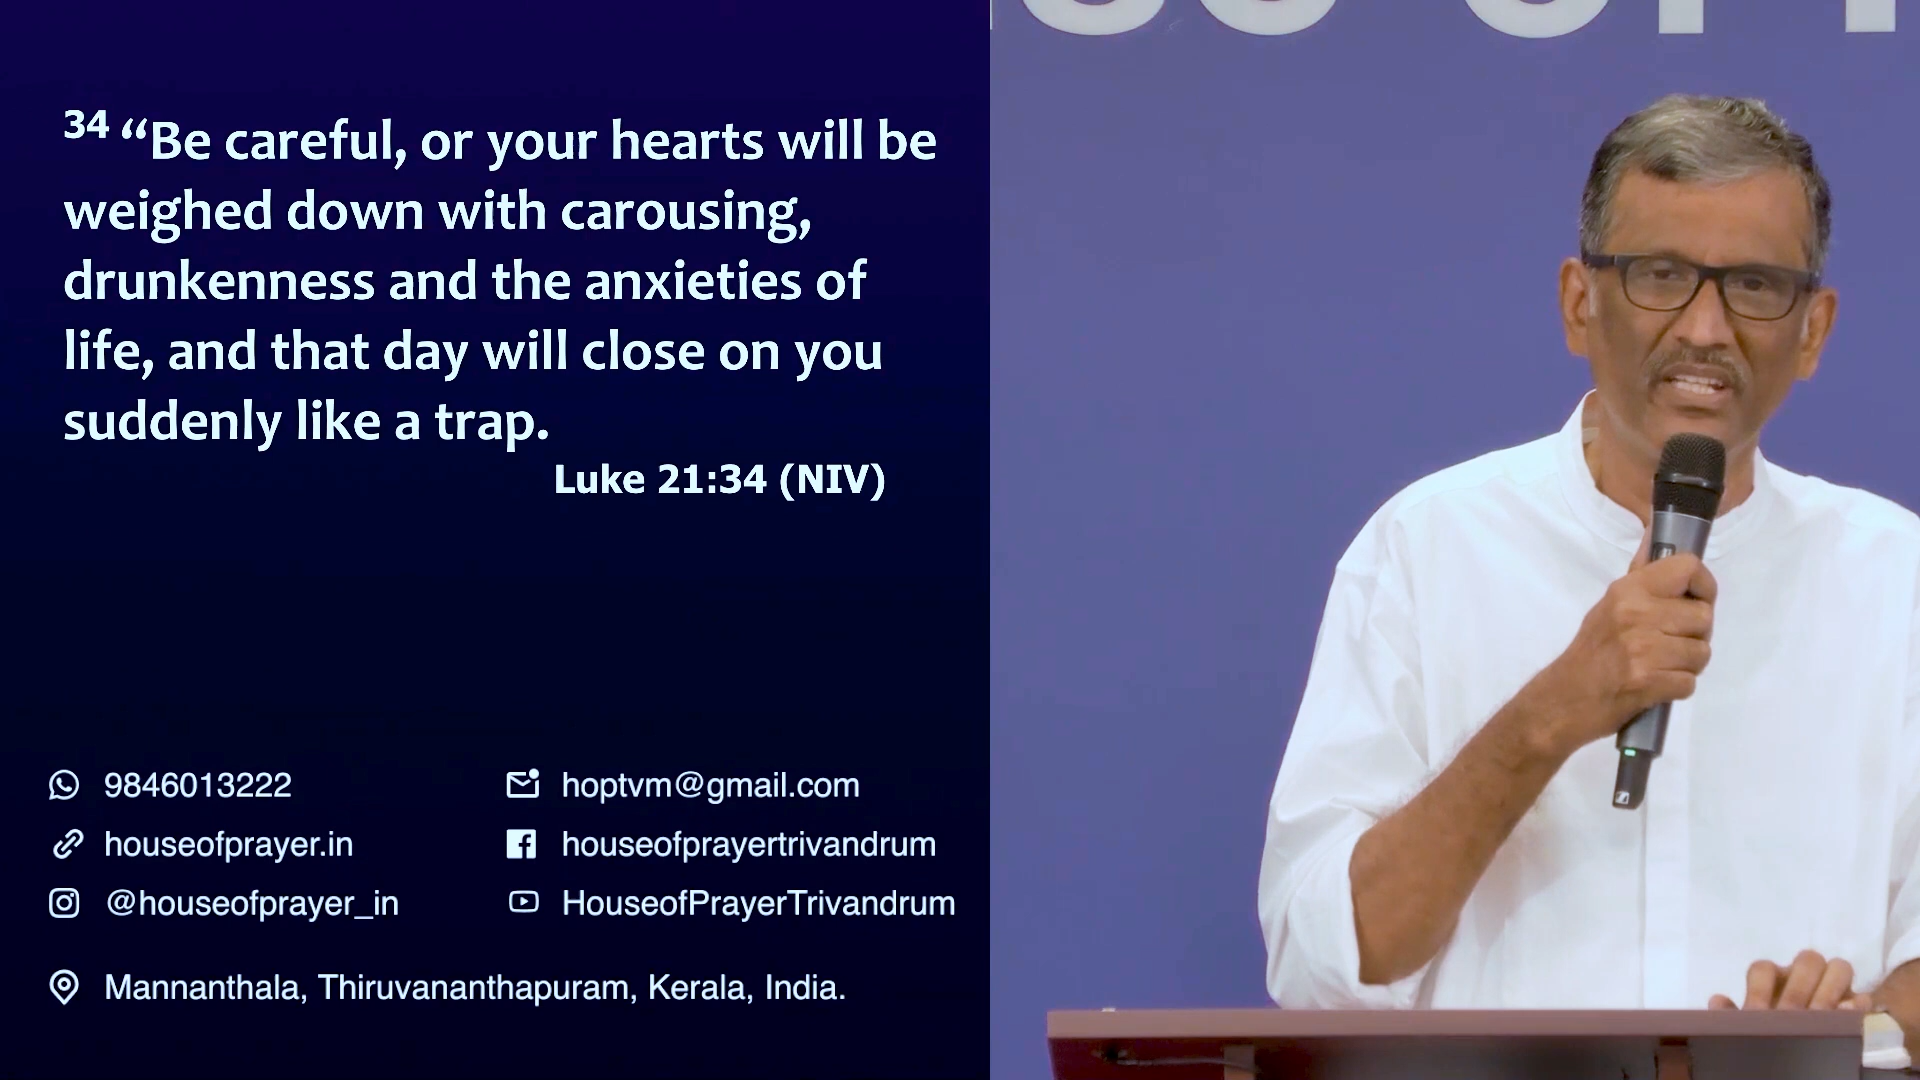 34 “Be careful, or your hearts will be
weighed down with carousing,
drunkenness and the anxieties of
life, and that day will close on you
suddenly like a trap.
Luke 21:34 (NIV)
9846013222
hoptvm@gmail.com
houseofprayer.in
houseofprayertrivandrum
@houseofprayer_in
HouseofPrayerTrivandrum
Mannanthala, Thiruvananthapuram, Kerala, India.